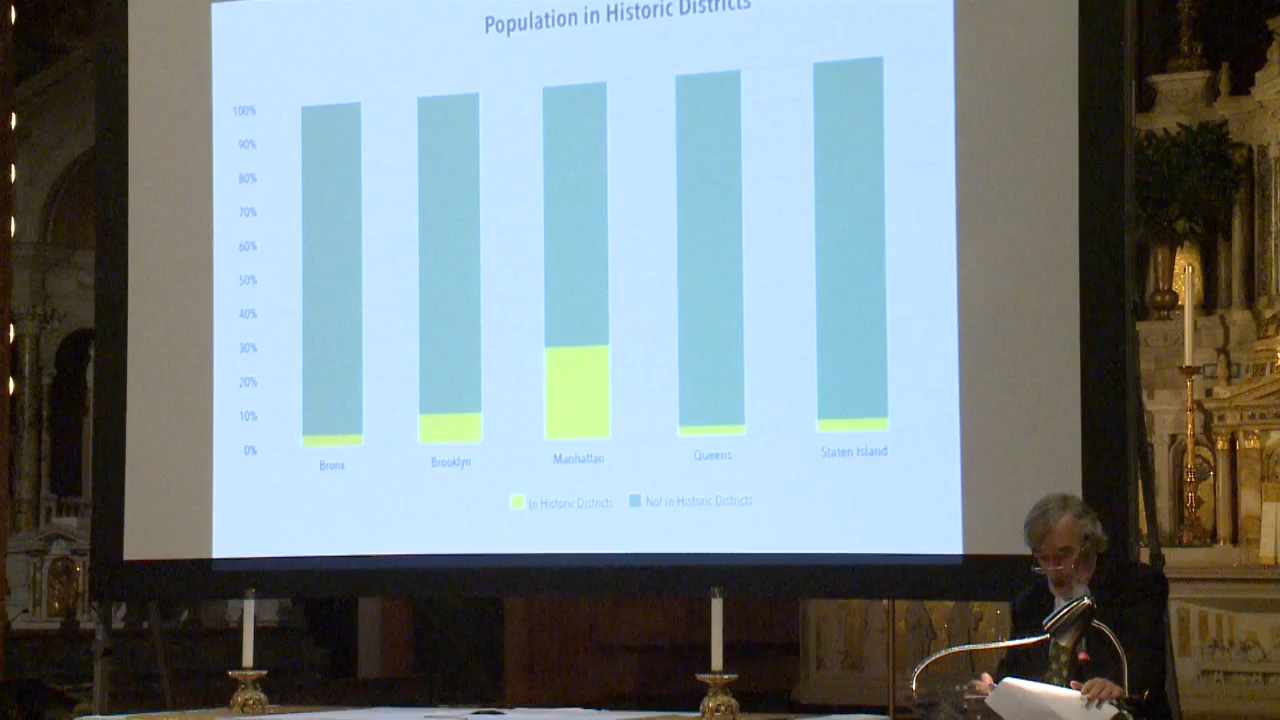 Population in Historic Districts
100%
90%
80%
70%
60%
50%
40%
30%
20%
10%
0%
Bronx
Brooklyn
Manhattan
Queens
Staten Island
In Historic Districts
Not in Historic Districts